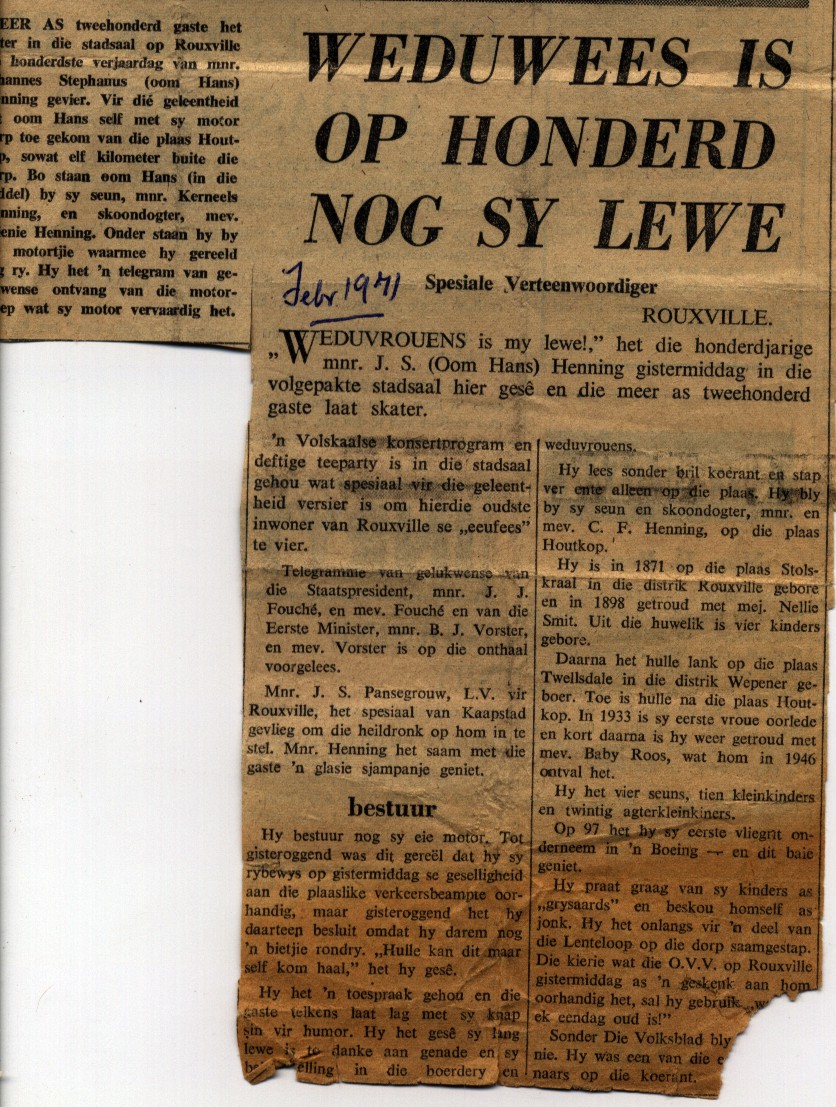 EER AS tweehonderd gaste het
ter in die stadsaal op Rouxville
honderdste verjaardag van mnr.
annes Stephanus (oom Hans)
nning gevier. Vir dié geleentheid
oom Hans self met sy motor
rp toe gekom van die plaas Hout-
p, sowat elf kilometer buite die
rp. Bo staan oom Hans (in die
ddel) by sy seun, mnr. Kerneels
nning, en skoondogter, mev.
enie Henning. Onder staan hy by
motortjie waarmee hy gereeld
g ry. Hy het 'n telegram van ge-
wense ontvang van die motor-
ep wat sy motor vervaardig het.
WEDUWEES IS
OP HONDERD
NOG SY LEWE
Febr 1971
Spesiale Verteenwoordiger
ROUXVILLE.
„WEDUVROUENS is my lewe!,” het die honderdjarige
mnr. J. S. (Oom Hans) Henning gistermiddag in die
volgepakte stadsaal hier gesê en die meer as tweehonderd
gaste laat skater.
'n Volskaalse konsertprogram en
deftige teeparty is in die stadsaal
gehou wat spesiaal vir die geleent-
theid versier is om hierdie oudste
inwoner van Rouxville se „eeufees”
te vier.
Telegramme van gelukwense van
die Staatspresident, mnr. J. J.
Fouché, en mev. Fouché en van die
Eerste Minister, mnr. B. J. Vorster,
en mev. Vorster is op die onthaal
voorgelees.
Mnr. J. S. Pansegrouw, L.V. vir
Rouxville, het spesiaal van Kaapstad
gevlieg om die heildronk op hom in te
stel. Mnr. Henning het saam met die
gaste 'n glasie sjampanje geniet.
bestuur
Hy bestuur nog sy eie motor. Tot
gisteroggend was dit gereël dat hy sy
rybewys op gistermiddag se geselligheid
aan die plaaslike verkeersbeampte oor-
handig, maar gisteroggend het hy
daarteen besluit omdat hy darem nog
'n bietjie rondry. „Hulle kan dit maar
self kom haal,” het hy gesê.
Hy het 'n toespraak gehou en die
gaste telkens laat lag met sy knap
sin vir humor. Hy het gesê sy lang
lewe is te danke aan genade en sy
be elling in die boerdery en
weduvrouens.
Hy lees sonder bril koerant en stap
ver ente alleen op die plaas. Hy bly
by sy seun en skoondogter, mnr. en
mev. C. F. Henning, op die plaas
Houtkop.
Hy is in 1871 op die plaas Stols-
kraal in die distrik Rouxville gebore
en in 1898 getroud met mej. Nellie
Smit. Uit die huwelik is vier kinders
gebore.
Daarna het hulle lank op die plaas
Twellsdale in die distrik Wepener ge-
boer. Toe is hulle na die plaas Hout-
kop. In 1933 is sy eerste vroue oorlede
en kort daarna is hy weer getroud met
mev. Baby Roos, wat hom in 1946
ontval het.
Hy het vier seuns, tien kleinkinders
en twintig agterkleinkiners.
Op 97 het hy sy eerste vliegrit on-
derneem in 'n Boeing — en dit baie
geniet.
Hy praat graag van sy kinders as
„grysaards” en beskou homself as
jonk. Hy het onlangs vir 'n deel van
die Lenteloop op die dorp saamgestap.
Die kierie wat die O.V.V. op Rouxville
gistermiddag as 'n geskenk aan hom
oorhandig het, sal hy gebruik „w
ek eendag oud is!”
Sonder Die Volksblad bly
nie. Hy was een van die e
naars op die koerant.